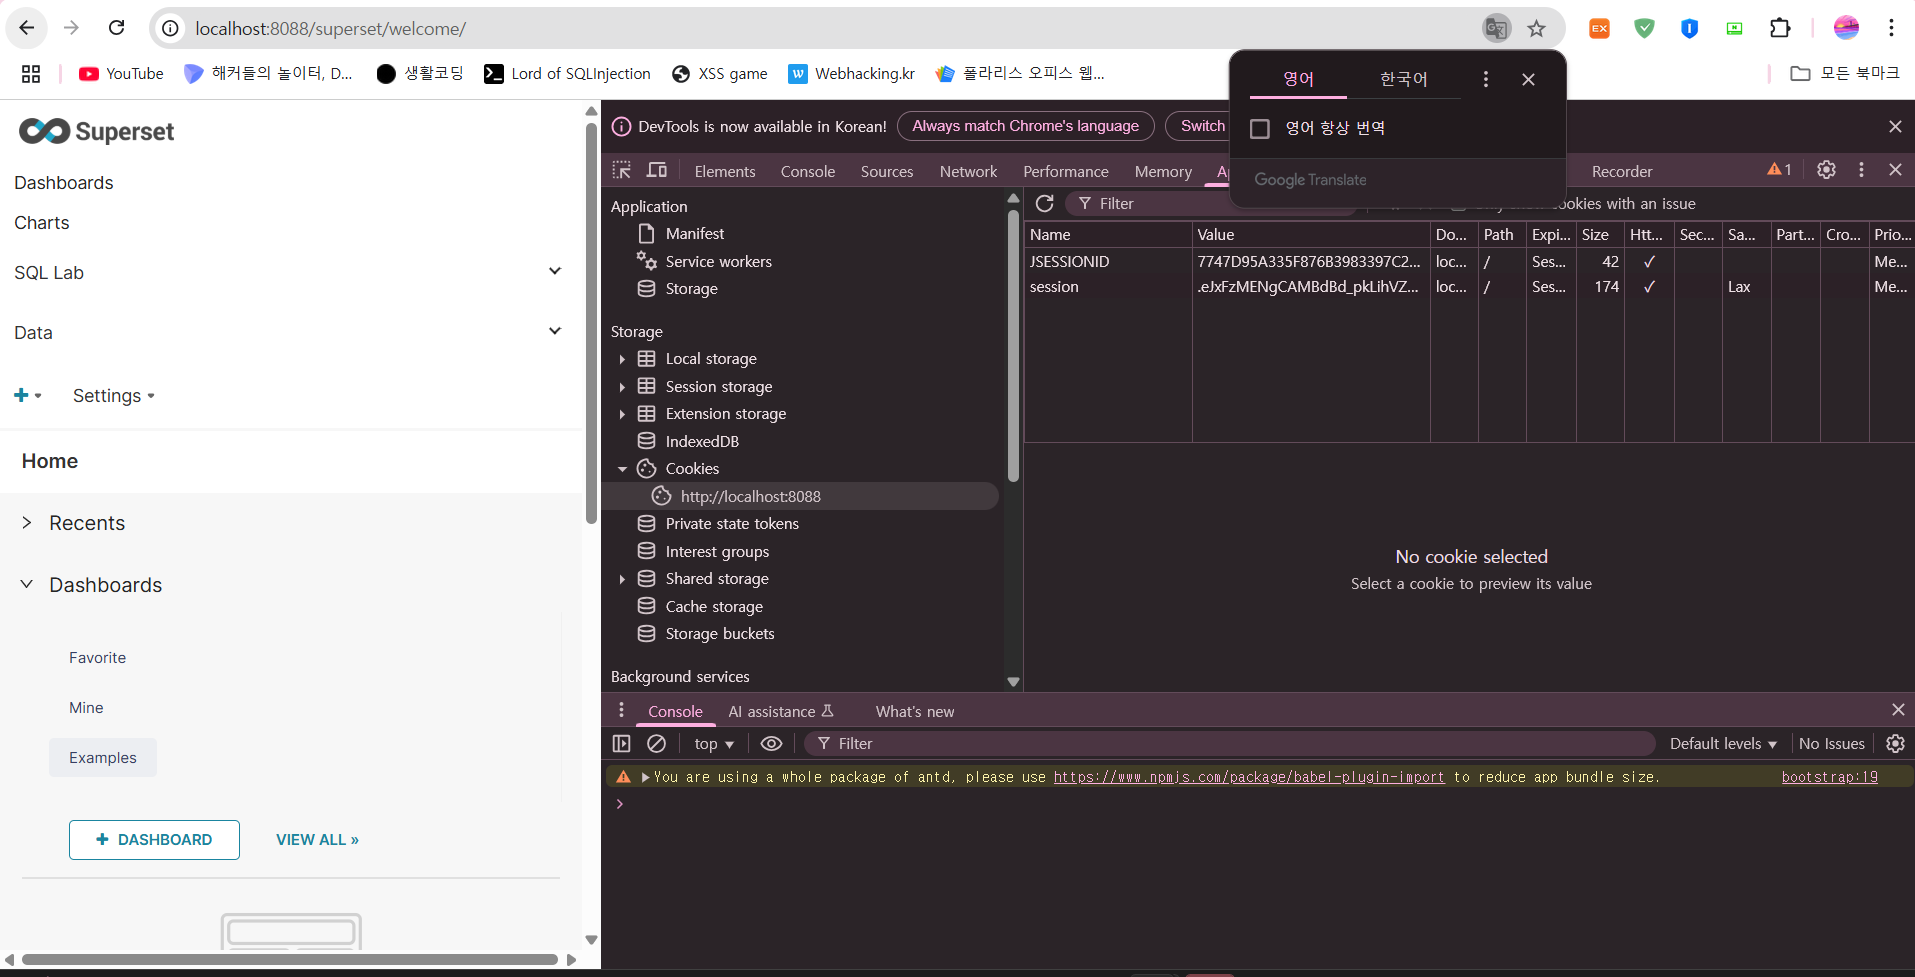 localhost:8088/superset/welcome/
YouTube 해커들의 놀이터, D... 생활코딩 Lord of SQLInjection XSS game Webhacking.kr 폴라리스 오피스 웹... 모든 북마크
영어 한국어
영어 항상 번역
Google Translate
Superset
Dashboards
Charts
SQL Lab
Data
Settings
Home
Recents
Dashboards
Favorite
Mine
Examples
DASHBOARD VIEW ALL »
DevTools is now available in Korean! Always match Chrome's language Switch
Elements Console Sources Network Performance Memory Ap Recorder 1
Application
Manifest
Service workers
Storage
Storage
Local storage
Session storage
Extension storage
IndexedDB
Cookies
http://localhost:8088
Private state tokens
Interest groups
Shared storage
Cache storage
Storage buckets
Background services
Filter cookies with an issue
Name Value Do... Path Expi... Size Htt... Sec... Sa... Part... Cro... Prio...
JSESSIONID 7747D95A335F876B3983397C2... loc... / Ses... 42 ✓ Me...
session .eJxFzMENgCAMBdBd_pkLihVZ... loc... / Ses... 174 ✓ Lax Me...
No cookie selected
Select a cookie to preview its value
Console AI assistance What's new
top Filter Default levels No Issues
You are using a whole package of antd, please use https://www.npmjs.com/package/babel-plugin-import to reduce app bundle size. bootstrap:19